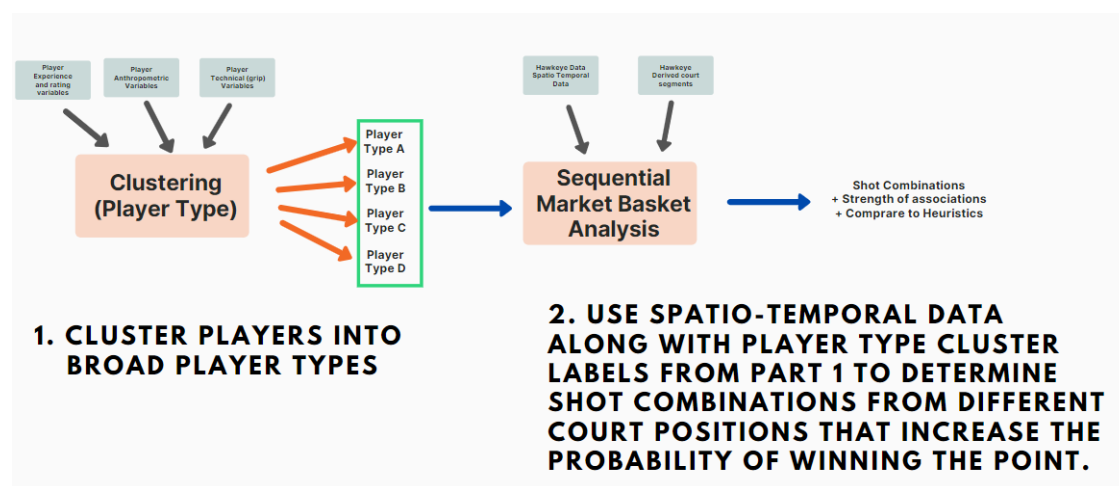 Player
Experience
and rating
variables
Player
Anthropometric
Variables
Player
Technical (grip)
Variables
Clustering
(Player Type)
Player
Type A
Player
Type B
Player
Type C
Player
Type D
Hawkeye Data
Spatio Temporal
Data
Hawkeye
Derived court
segments
Sequential
Market Basket
Analysis
Shot Combinations
+ Strength of associations
+ Comprare to Heuristics
1. CLUSTER PLAYERS INTO
BROAD PLAYER TYPES
2. USE SPATIO-TEMPORAL DATA
ALONG WITH PLAYER TYPE CLUSTER
LABELS FROM PART 1 TO DETERMINE
SHOT COMBINATIONS FROM DIFFERENT
COURT POSITIONS THAT INCREASE THE
PROBABILITY OF WINNING THE POINT.